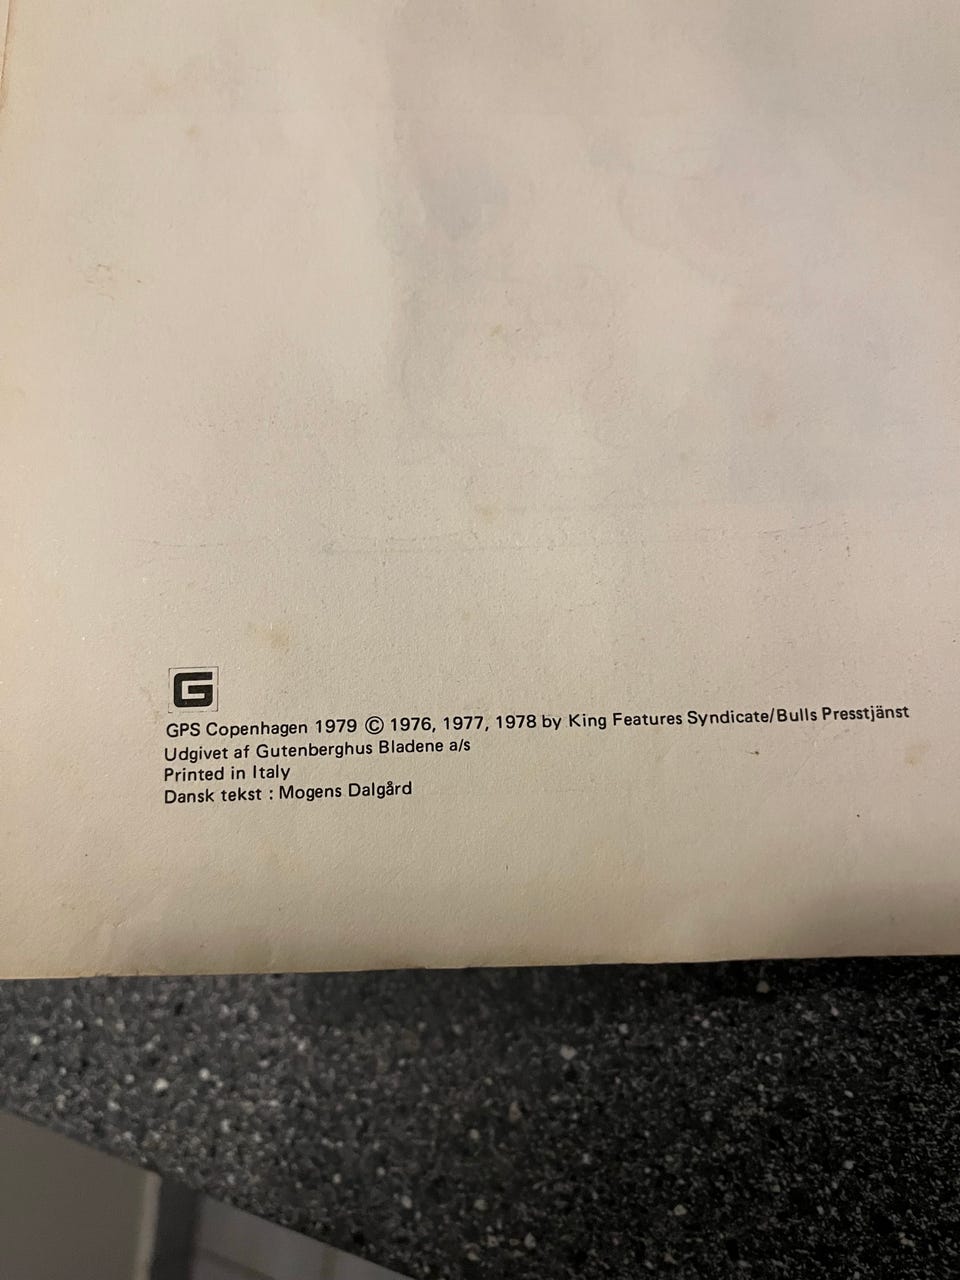 G
GPS Copenhagen 1979 © 1976, 1977, 1978 by King Features Syndicate/Bulls Presstjänst
Udgivet af Gutenberghus Bladene a/s
Printed in Italy
Dansk tekst : Mogens Dalgård